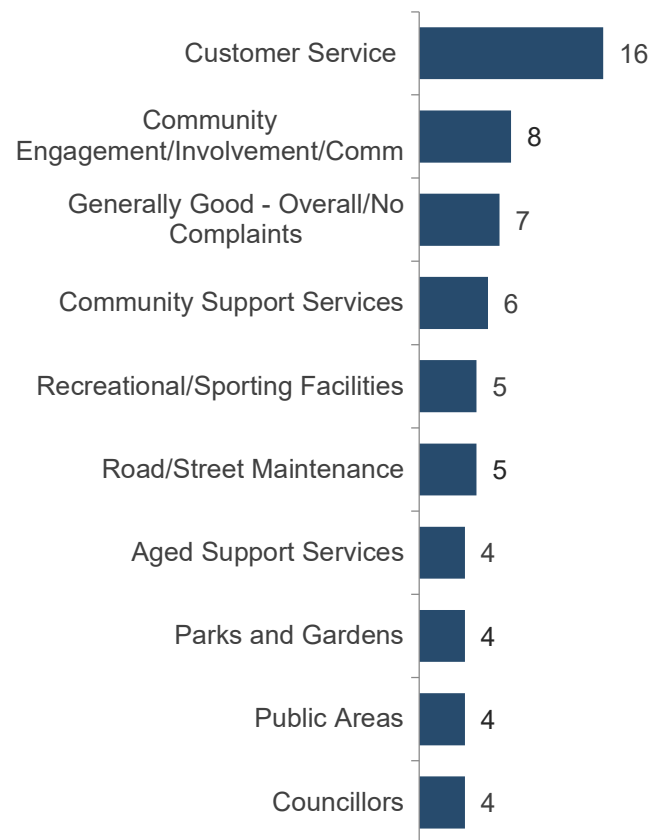 Customer Service 16
Community
Engagement/Involvement/Comm 8
Generally Good - Overall/No
Complaints 7
Community Support Services 6
Recreational/Sporting Facilities 5
Road/Street Maintenance 5
Aged Support Services 4
Parks and Gardens 4
Public Areas 4
Councillors 4